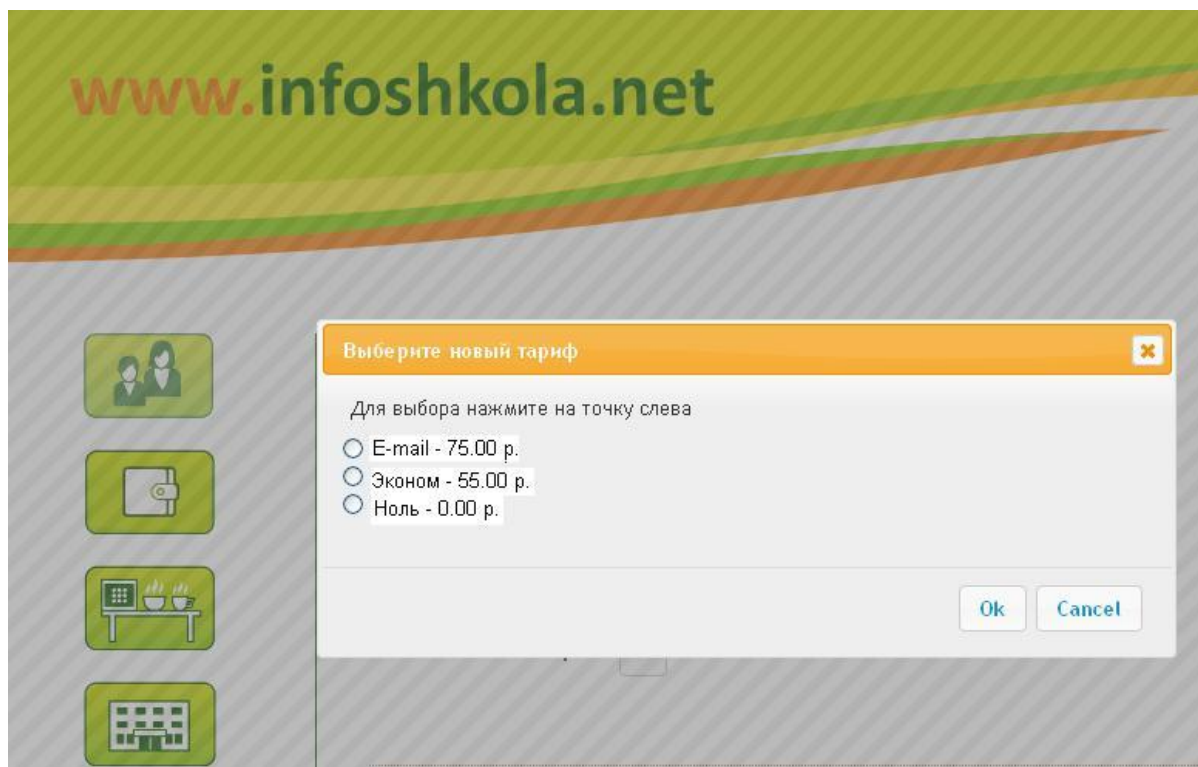 www.infoshkola.net
Выберите новый тариф
Для выбора нажмите на точку слева
E-mail - 75.00 р.
Эконом - 55.00 р.
Ноль - 0.00 р.
Ok Cancel